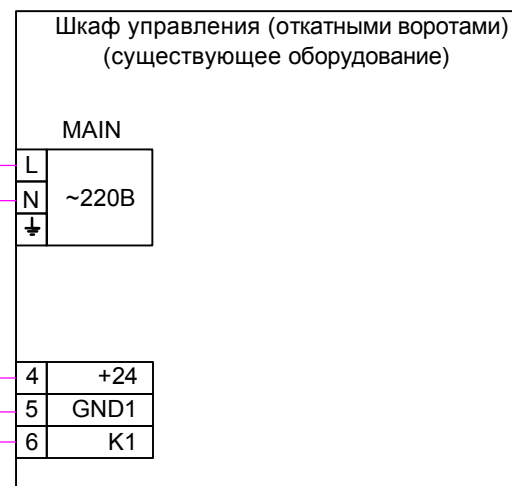 Шкаф управления (откатными воротами)
(существующее оборудование)
MAIN
L
N ~220В
4 +24
5 GND1
6 K1